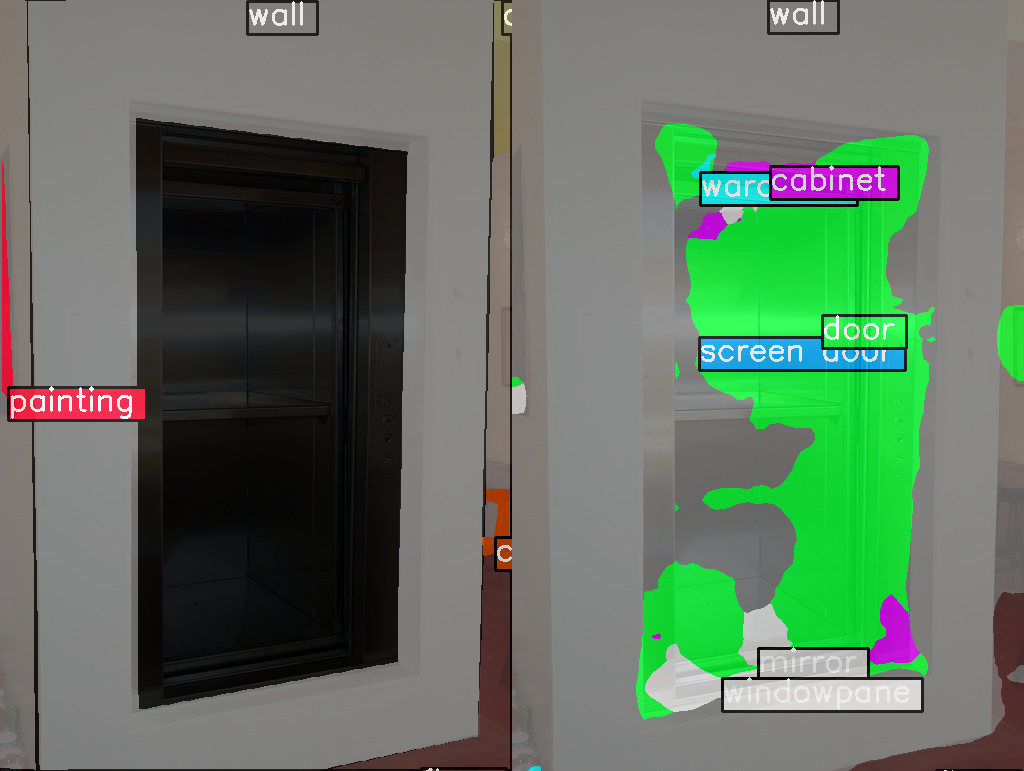 wall
wall
cabinet
door
screen door
painting
mirror
windowpane